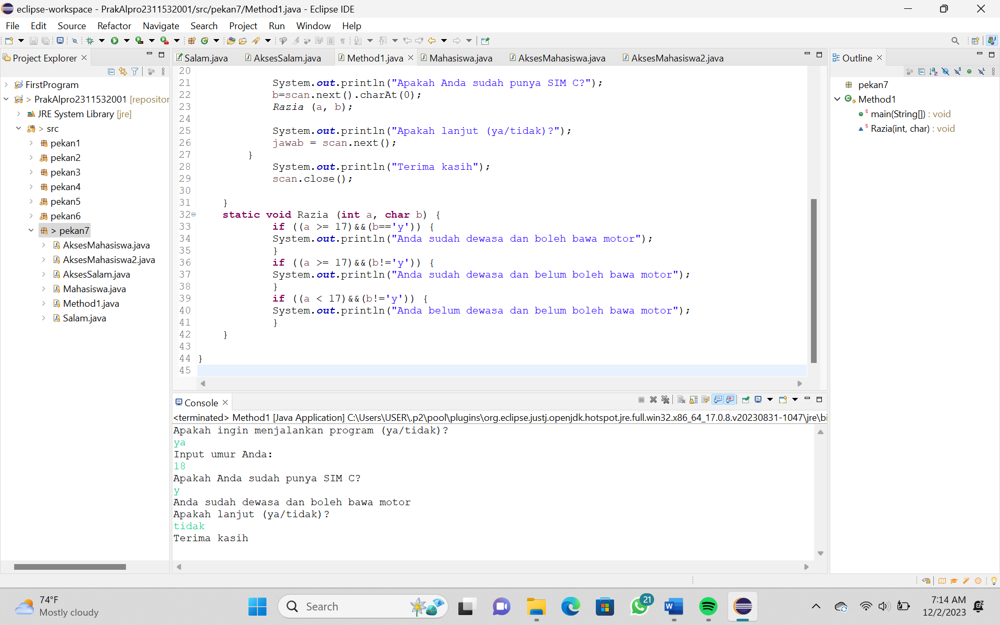 eclipse-workspace - PrakAlpro2311532001/src/pekan7/Method1.java - Eclipse IDE
File Edit Source Refactor Navigate Search Project Run Window Help
Project Explorer
FirstProgram
> PrakAlpro2311532001 [repositor
JRE System Library [jre]
> src
pekan1
pekan2
pekan3
pekan4
pekan5
pekan6
> pekan7
AksesMahasiswa.java
AksesMahasiswa2.java
AksesSalam.java
Mahasiswa.java
Method1.java
Salam.java
Salam.java AksesSalam.java Method1.java Mahasiswa.java AksesMahasiswa.java AksesMahasiswa2.java
20
21 System.out.println("Apakah Anda sudah punya SIM C?");
22 b=scan.next().charAt(0);
23 Razia (a, b);
24
25 System.out.println("Apakah lanjut (ya/tidak)?");
26 jawab = scan.next();
27 }
28 System.out.println("Terima kasih");
29 scan.close();
30
31 }
32 static void Razia (int a, char b) {
33 if ((a >= 17)&&(b=='y')) {
34 System.out.println("Anda sudah dewasa dan boleh bawa motor");
35 }
36 if ((a >= 17)&&(b!='y')) {
37 System.out.println("Anda sudah dewasa dan belum boleh bawa motor");
38 }
39 if ((a < 17)&&(b!='y')) {
40 System.out.println("Anda belum dewasa dan belum boleh bawa motor");
41 }
42 }
43
44 }
45
Console
<terminated> Method1 [Java Application] C:\Users\USER\.p2\pool\plugins\org.eclipse.justj.openjdk.hotspot.jre.full.win32.x86_64_17.0.8.v20230831-1047\jre\bi
Apakah ingin menjalankan program (ya/tidak)?
ya
Input umur Anda:
18
Apakah Anda sudah punya SIM C?
y
Anda sudah dewasa dan boleh bawa motor
Apakah lanjut (ya/tidak)?
tidak
Terima kasih
Outline
pekan7
Method1
main(String[]) : void
Razia(int, char) : void
74°F
Mostly cloudy
Search
21
7:14 AM
12/2/2023